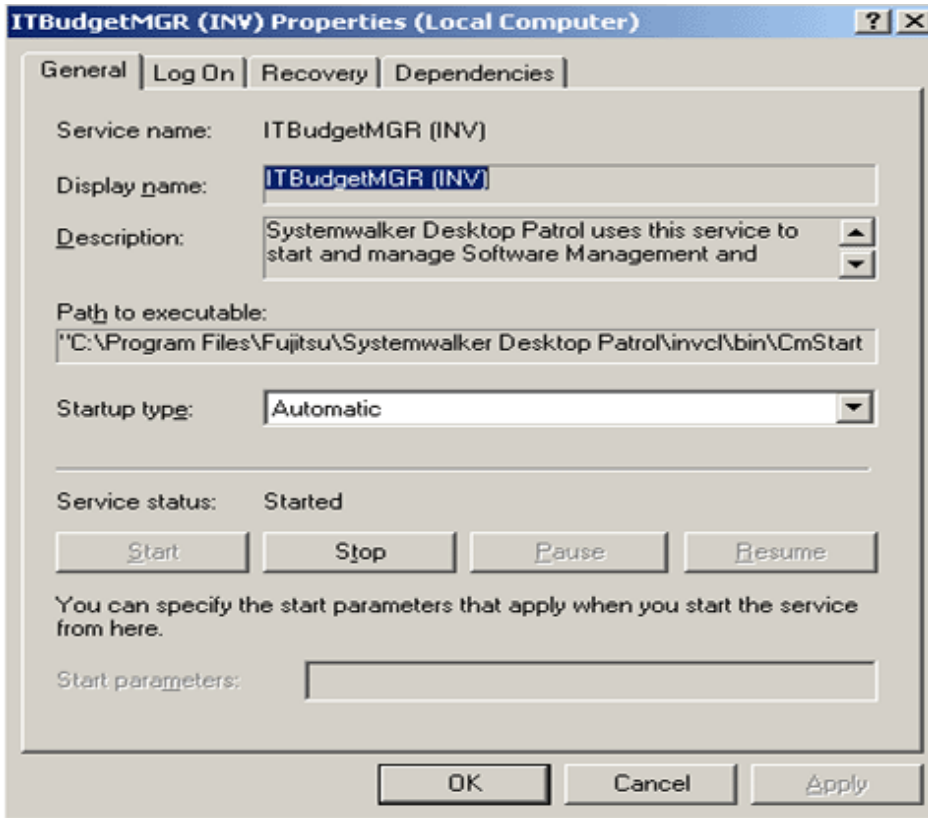 ITBudgetMGR (INV) Properties (Local Computer)
General Log On Recovery Dependencies
Service name: ITBudgetMGR (INV)
Display name: ITBudgetMGR (INV)
Description: Systemwalker Desktop Patrol uses this service to
start and manage Software Management and
Path to executable:
"C:\Program Files\Fujitsu\Systemwalker Desktop Patrol\invcl\bin\CmStart
Startup type: Automatic
Service status: Started
Start Stop Pause Resume
You can specify the start parameters that apply when you start the service
from here.
Start parameters:
OK Cancel Apply